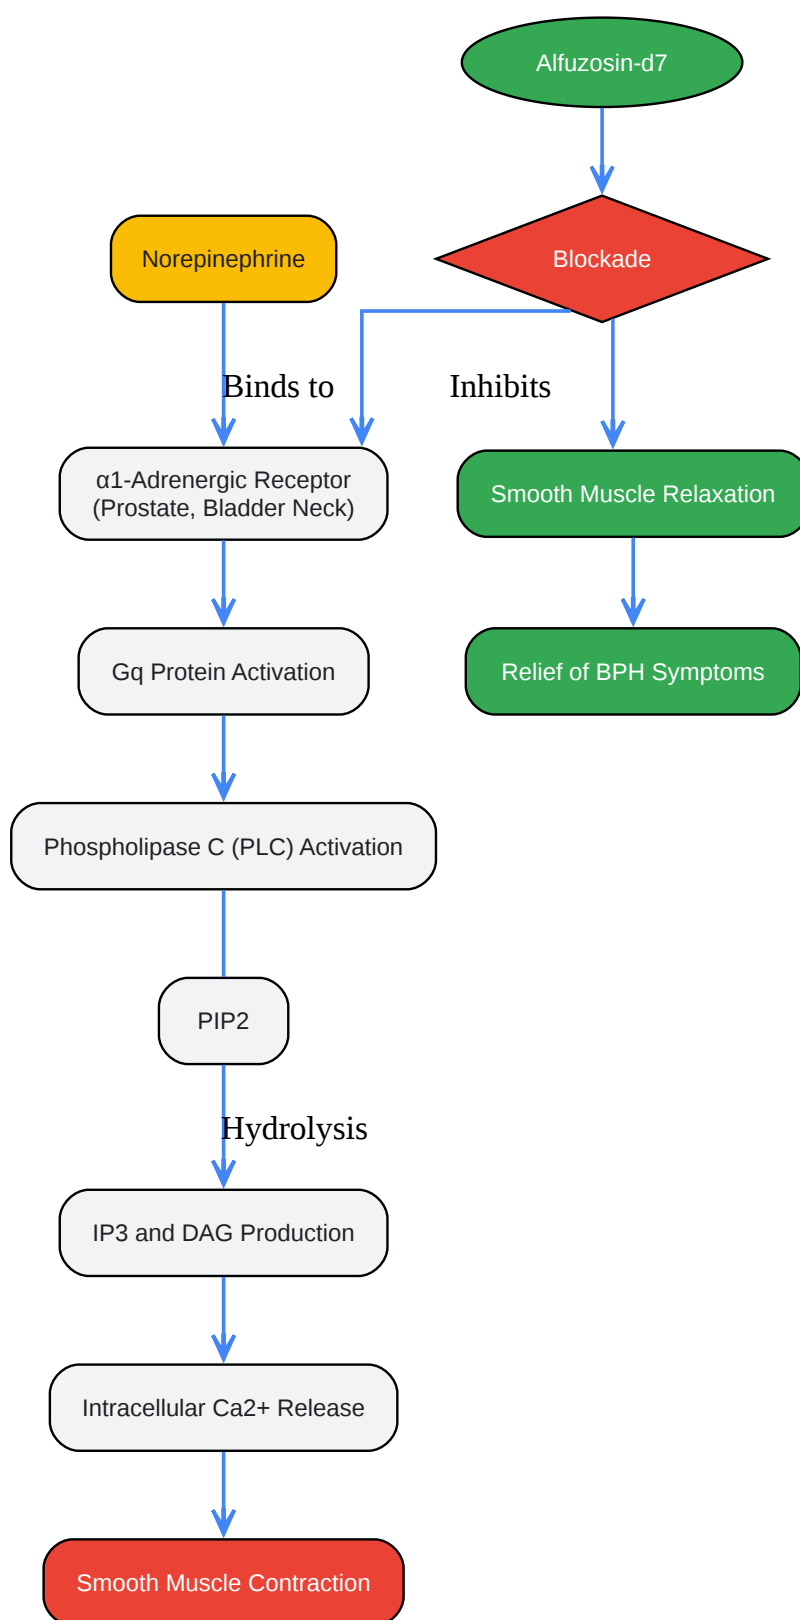 Alfuzosin-d7
Norepinephrine
Blockade
Binds to
Inhibits
α1-Adrenergic Receptor
(Prostate, Bladder Neck)
Smooth Muscle Relaxation
Gq Protein Activation
Relief of BPH Symptoms
Phospholipase C (PLC) Activation
PIP2
Hydrolysis
IP3 and DAG Production
Intracellular Ca2+ Release
Smooth Muscle Contraction